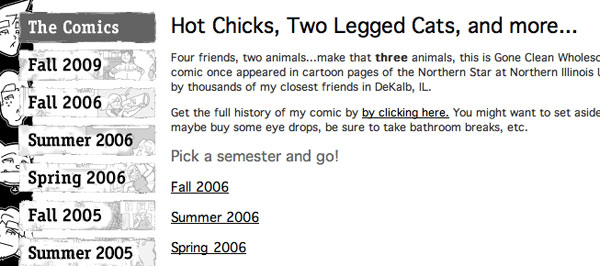 The Comics
Fall 2009
Fall 2006
Summer 2006
Spring 2006
Fall 2005
Summer 2005
Hot Chicks, Two Legged Cats, and more...
Four friends, two animals...make that three animals, this is Gone Clean
comic once appeared in cartoon pages of the Northern Star at Northern Illinois
by thousands of my closest friends in DeKalb, IL.
Get the full history of my comic by by clicking here. You might want to set aside
maybe buy some eye drops, be sure to take bathroom breaks, etc.
Pick a semester and go!
Fall 2006
Summer 2006
Spring 2006